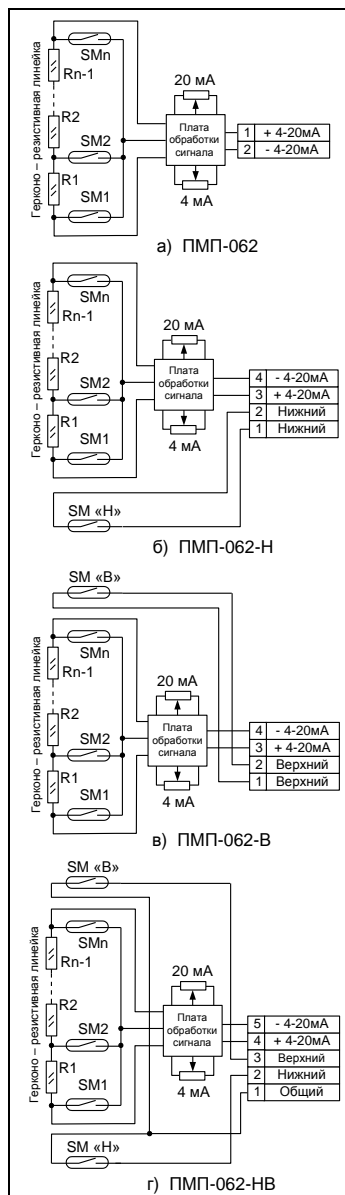 Герконо – резистивная линейка
SMn
Rn-1
R2
SM2
R1
SM1
20 мА
Плата
обработки
сигнала
4 мА
1 + 4-20мА
2 - 4-20мА
а) ПМП-062
Герконо – резистивная линейка
SMn
Rn-1
R2
SM2
R1
SM1
20 мА
Плата
обработки
сигнала
4 мА
4 - 4-20мА
3 + 4-20мА
2 Нижний
1 Нижний
SM «Н»
б) ПМП-062-Н
SM «В»
Герконо – резистивная линейка
SMn
Rn-1
R2
SM2
R1
SM1
20 мА
Плата
обработки
сигнала
4 мА
4 - 4-20мА
3 + 4-20мА
2 Верхний
1 Верхний
в) ПМП-062-В
SM «В»
Герконо – резистивная линейка
SMn
Rn-1
R2
SM2
R1
SM1
20 мА
Плата
обработки
сигнала
4 мА
5 - 4-20мА
4 + 4-20мА
3 Верхний
2 Нижний
1 Общий
SM «Н»
г) ПМП-062-НВ